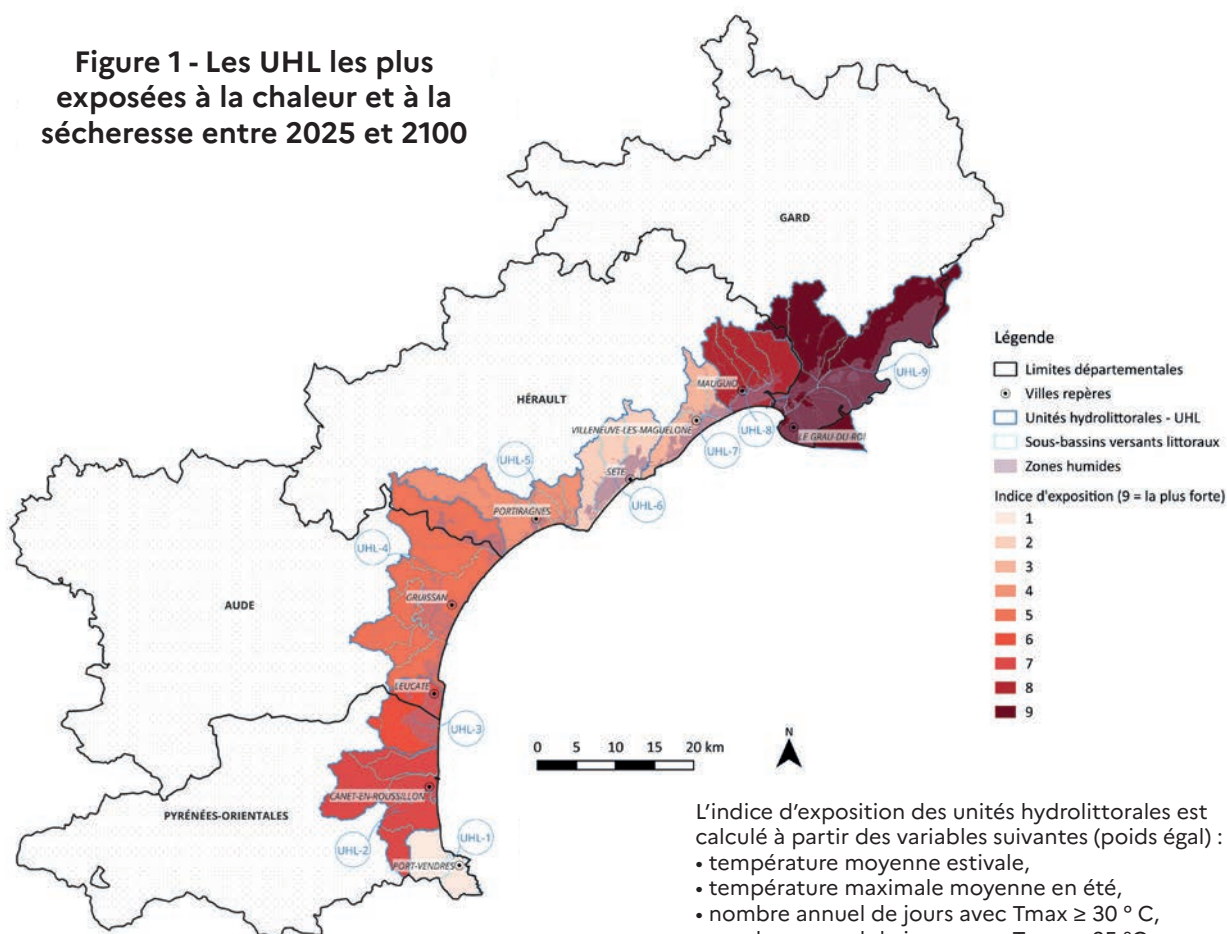 Figure 1 - Les UHL les plus
exposées à la chaleur et à la
sécheresse entre 2025 et 2100
GARD
HÉRAULT
MAUGUIO
UHL-9
VILLENEUVE-LES-MAGUELONE
UHL-8
LE GRAU-DU-ROI
UHL-7
UHL-5
SETE
UHL-6
PORTIRAGNES
UHL-4
AUDE
GRUISSAN
LEUCATE
UHL-3
CANET-EN-ROUSSILLON
PYRÉNÉES-ORIENTALES
UHL-2
UHL-1
PORT-VENDRES
0 5 10 15 20 km
N
Légende
Limites départementales
Villes repères
Unités hydrolittorales - UHL
Sous-bassins versants littoraux
Zones humides
Indice d'exposition (9 = la plus forte)
1
2
3
4
5
6
7
8
9
L'indice d'exposition des unités hydrolittorales est
calculé à partir des variables suivantes (poids égal) :
• température moyenne estivale,
• température maximale moyenne en été,
• nombre annuel de jours avec Tmax ≥ 30 ° C,